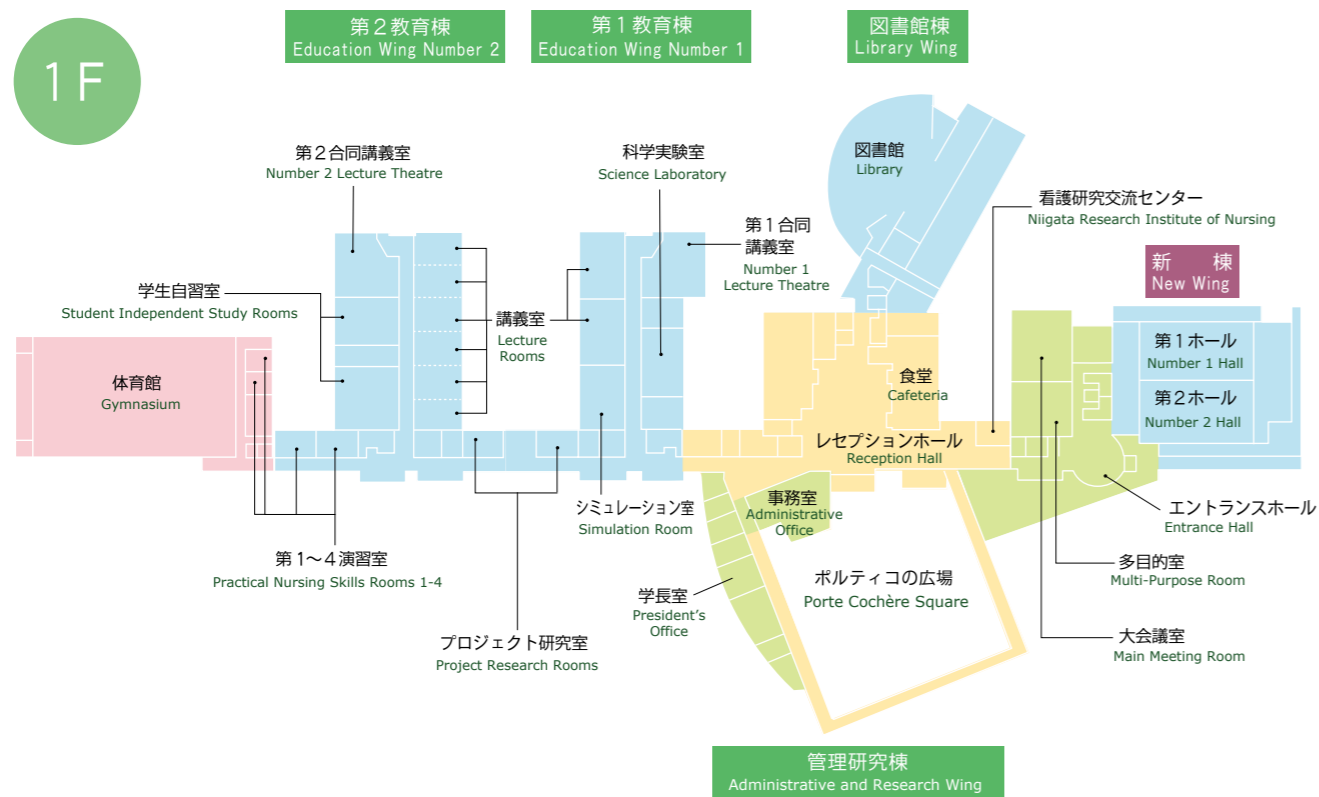 1F
第2教育棟
Education Wing Number 2
第1教育棟
Education Wing Number 1
図書館棟
Library Wing
第2合同講義室
Number 2 Lecture Theatre
科学実験室
Science Laboratory
図書館
Library
看護研究交流センター
Niigata Research Institute of Nursing
第1合同
講義室
Number 1
Lecture Theatre
新 棟
New Wing
学生自習室
Student Independent Study Rooms
講義室
Lecture
Rooms
第1ホール
Number 1 Hall
体育館
Gymnasium
食堂
Cafeteria
第2ホール
Number 2 Hall
レセプションホール
Reception Hall
事務室
Administrative
Office
シミュレーション室
Simulation Room
エントランスホール
Entrance Hall
第1〜4演習室
Practical Nursing Skills Rooms 1-4
学長室
President's
Office
ポルティコの広場
Porte Cochère Square
多目的室
Multi-Purpose Room
プロジェクト研究室
Project Research Rooms
大会議室
Main Meeting Room
管理研究棟
Administrative and Research Wing